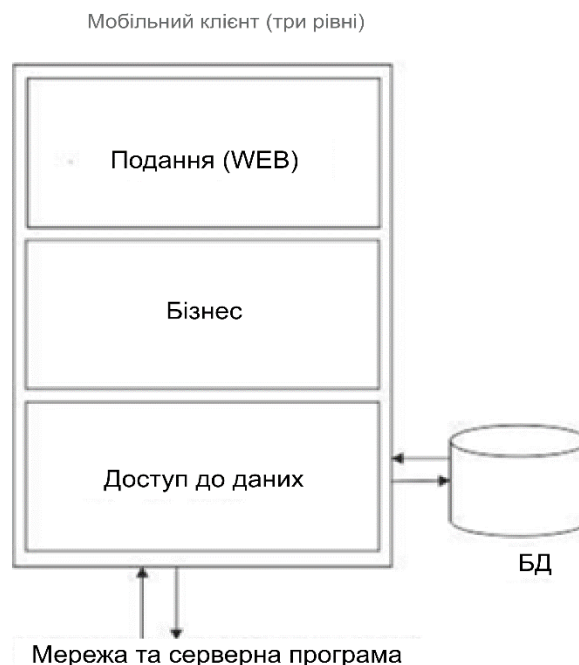 Мобільний клієнт (три рівні)
Подання (WEB)
Бізнес
Доступ до даних
БД
Мережа та серверна програма